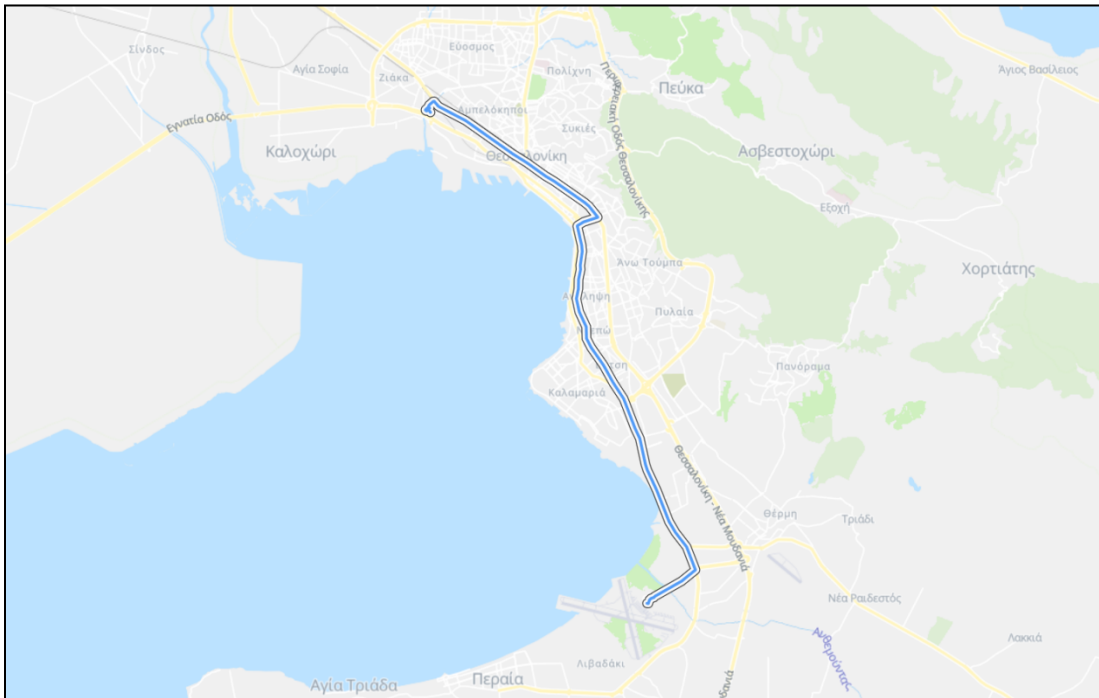 Σίνδος
Εύοσμος
Άγιος Βασίλειος
Αγία Σοφία
Ζιάκα
Πολίχνη
Πεύκα
Περιφερειακή Οδός Θεσσαλονίκης
Αμπελόκηποι
Εγνατία Οδός
Συκιές
Καλοχώρι
Θεσσαλονίκη
Ασβεστοχώρι
Εξοχή
Άνω Τούμπα
Χορτιάτης
Πυλαία
Πανόραμα
Καλαμαριά
Θεσσαλονίκη - Νέα Μουδανιά
Θέρμη
Τριάδι
Νέα Ραιδεστός
Λακκιά
Ανθεμούντας
Λιβαδάκι
Περαία
Αγία Τριάδα